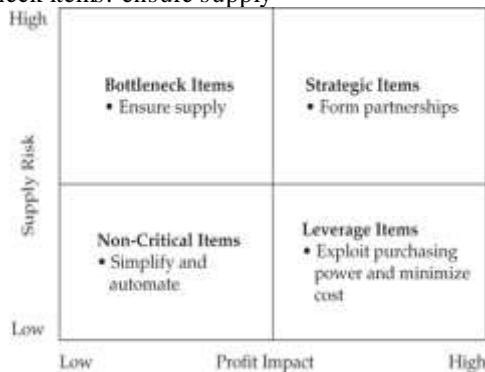 High
Bottleneck Items
• Ensure supply
Strategic Items
• Form partnerships
Supply Risk
Non-Critical Items
• Simplify and
automate
Leverage Items
• Exploit purchasing
power and minimize
cost
Low
Low
Profit Impact
High